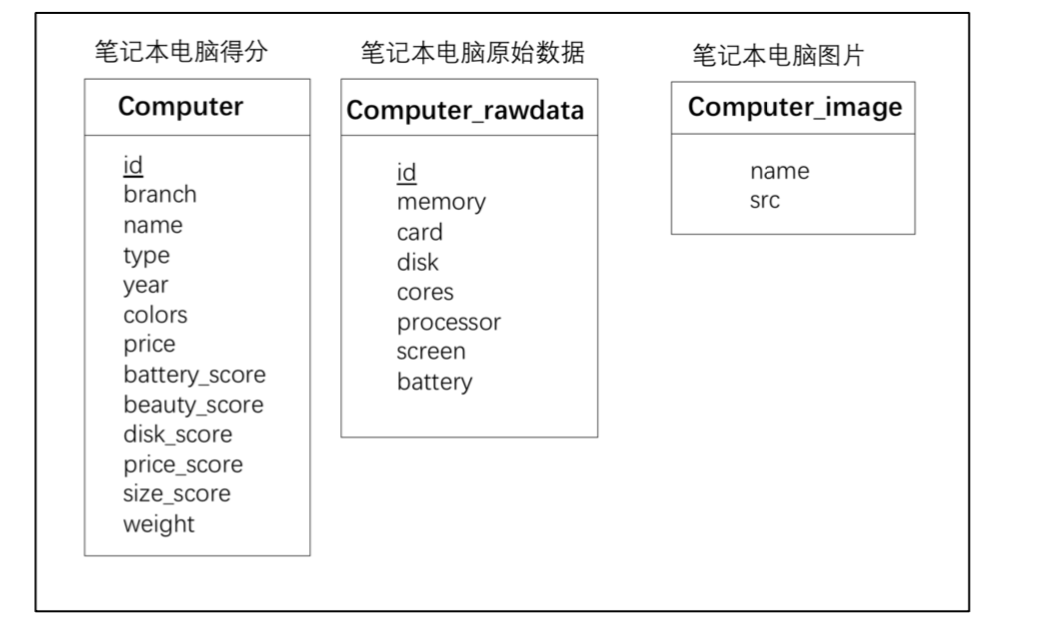 笔记本电脑得分
Computer
id
branch
name
type
year
colors
price
battery_score
beauty_score
disk_score
price_score
size_score
weight
笔记本电脑原始数据
Computer_rawdata
id
memory
card
disk
cores
processor
screen
battery
笔记本电脑图片
Computer_image
name
src